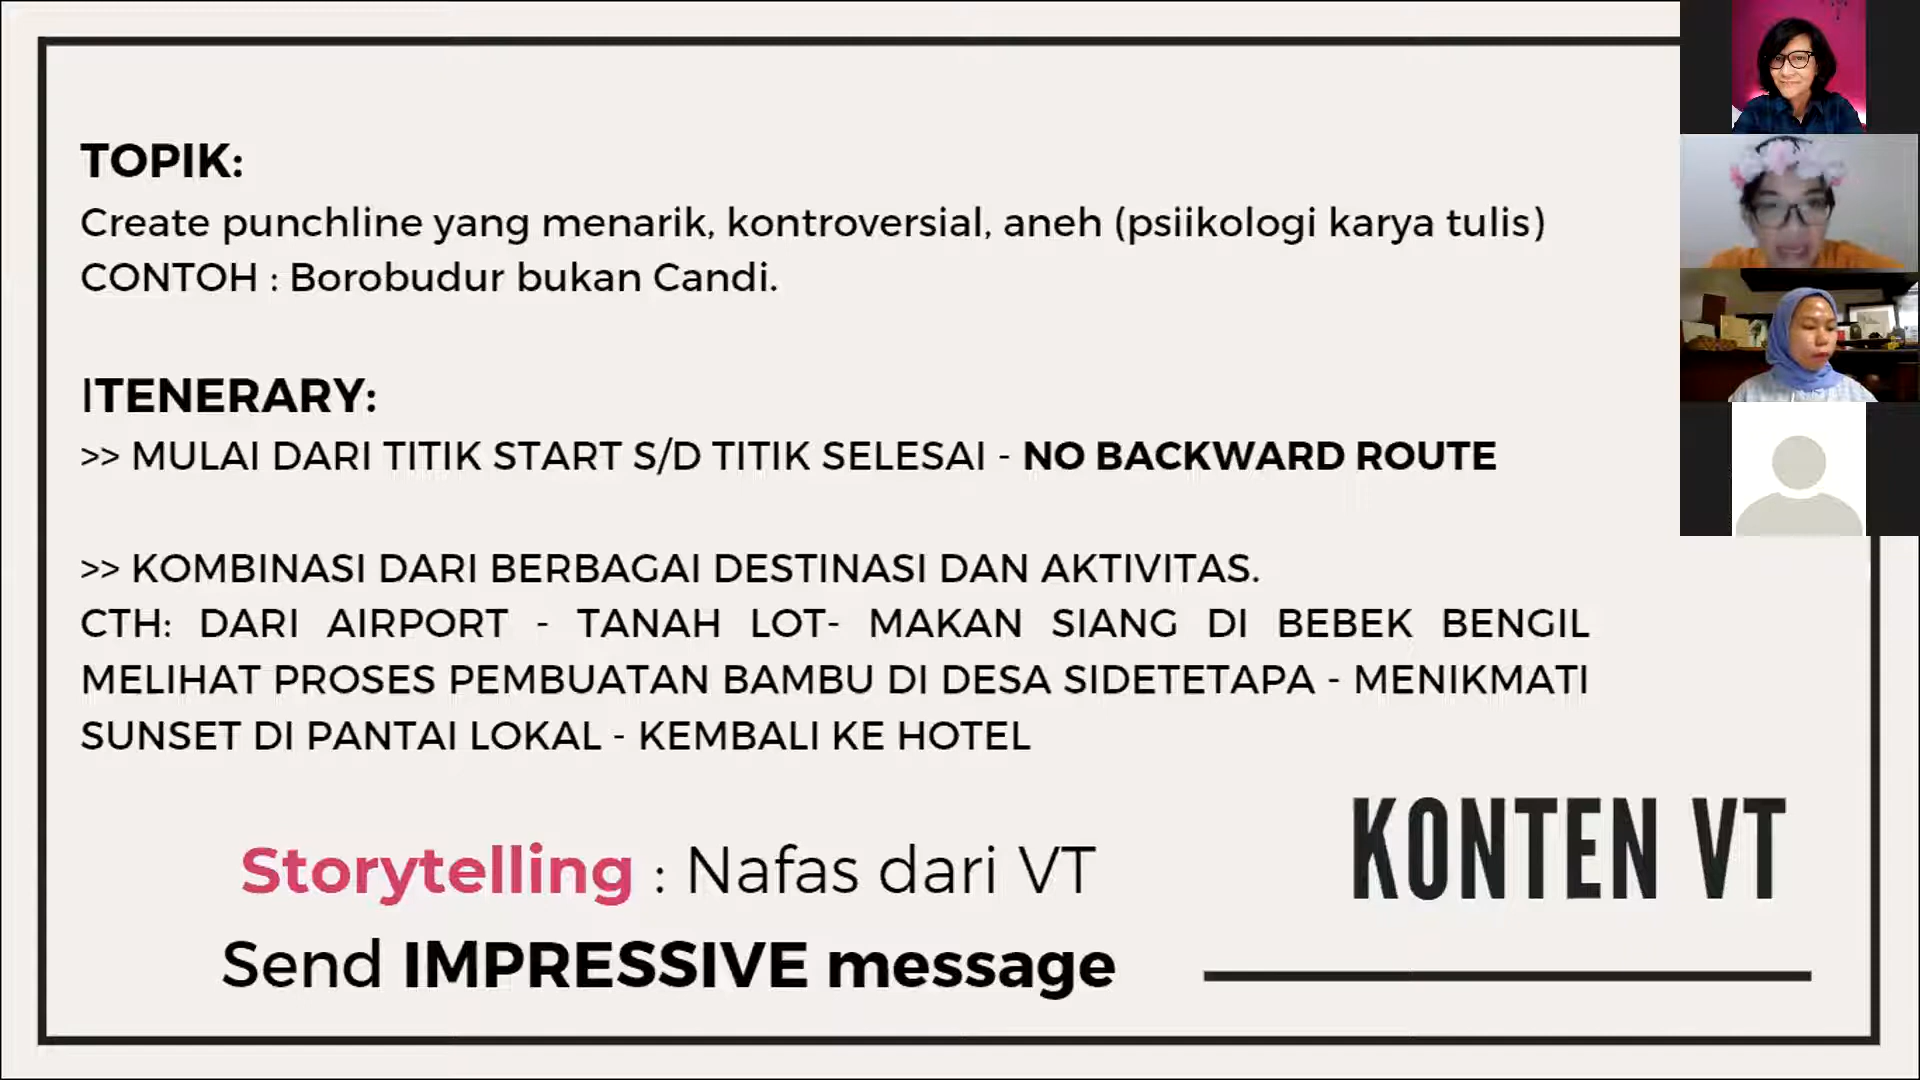 TOPIK:
Create punchline yang menarik, kontroversial, aneh (psiikologi karya tulis)
CONTOH : Borobudur bukan Candi.
ITENERARY:
>> MULAI DARI TITIK START S/D TITIK SELESAI - NO BACKWARD ROUTE
>> KOMBINASI DARI BERBAGAI DESTINASI DAN AKTIVITAS.
CTH: DARI AIRPORT - TANAH LOT- MAKAN SIANG DI BEBEK BENGIL
MELIHAT PROSES PEMBUATAN BAMBU DI DESA SIDETETAPA - MENIKMATI
SUNSET DI PANTAI LOKAL - KEMBALI KE HOTEL
Storytelling : Nafas dari VT
Send IMPRESSIVE message
KONTEN VT